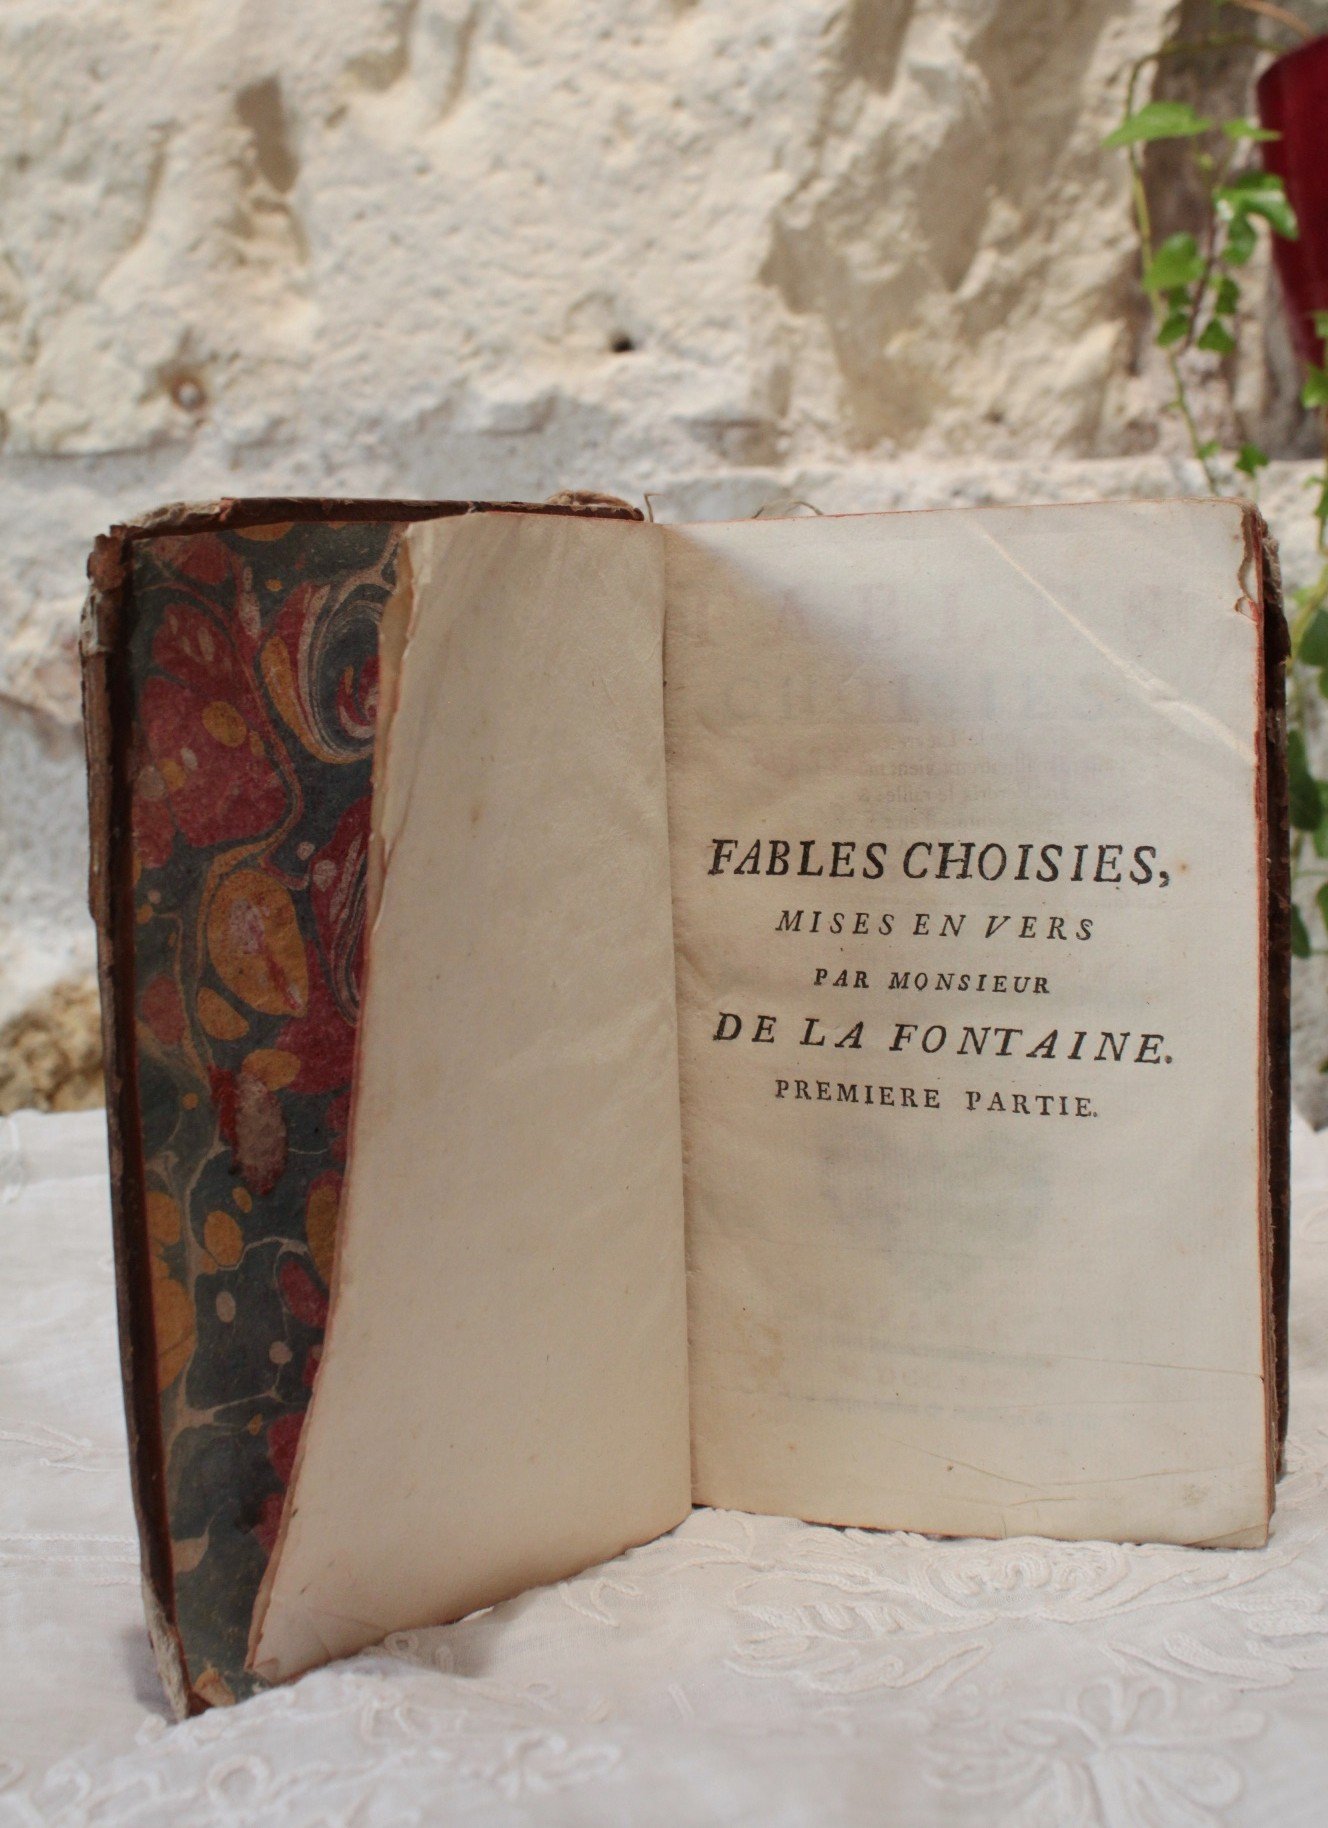 FABLES CHOISIES,
MISES EN VERS
PAR MONSIEUR
DE LA FONTAINE.
PREMIERE PARTIE.